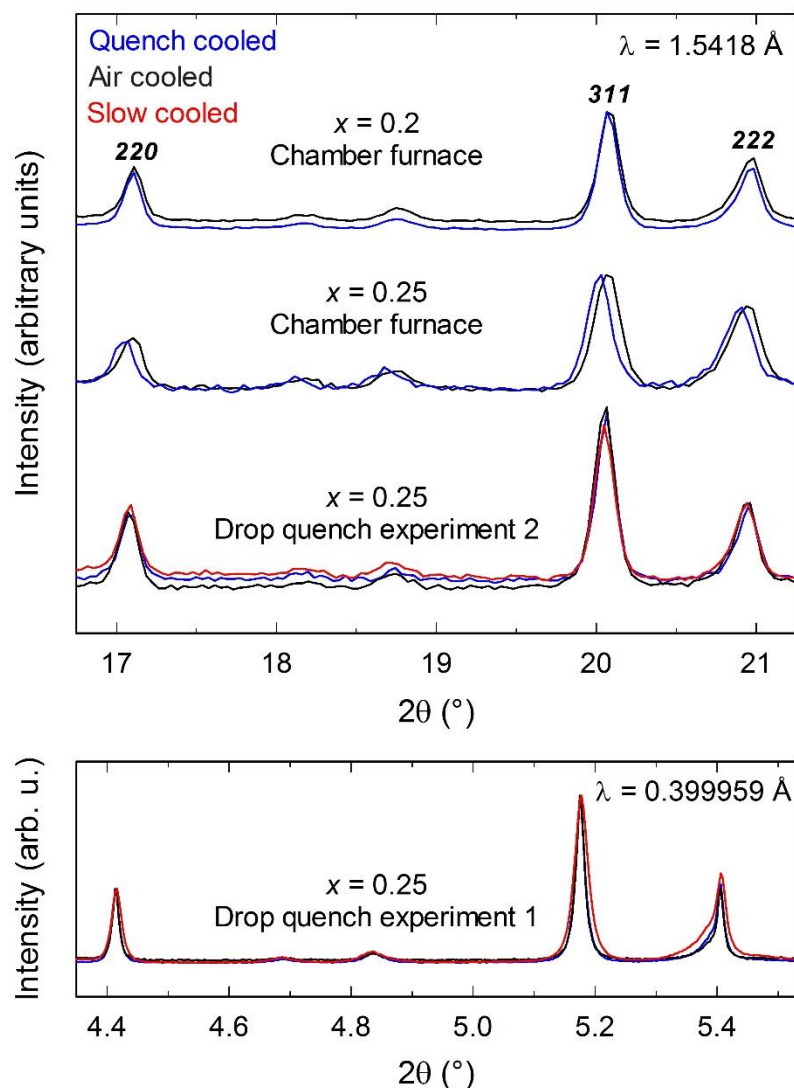 Quench cooled
Air cooled
Slow cooled
λ = 1.5418 Å
220
311
222
x = 0.2
Chamber furnace
x = 0.25
Chamber furnace
x = 0.25
Drop quench experiment 2
Intensity (arbitrary units)
17 18 19 20 21
2θ (°)
λ = 0.399959 Å
x = 0.25
Drop quench experiment 1
Intensity (arb. u.)
4.4 4.6 4.8 5.0 5.2 5.4
2θ (°)